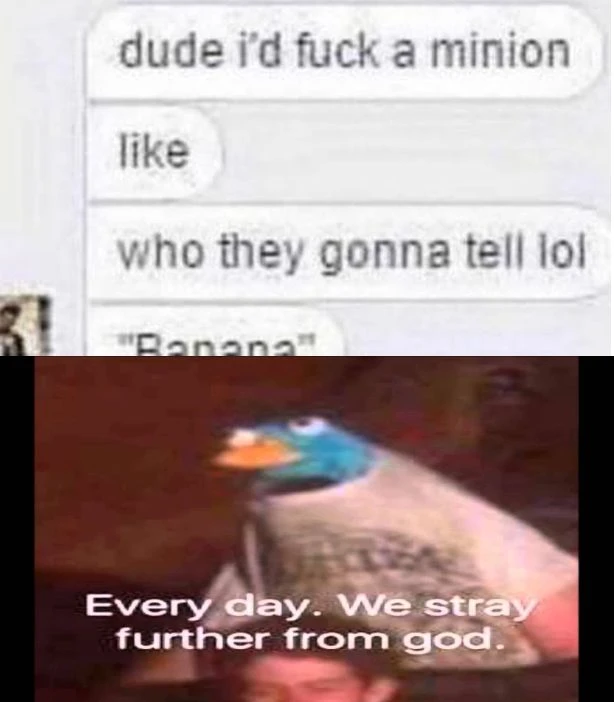 dude i'd fuck a minion
like
who they gonna tell lol
"Banana"
Every day. We stray
further from god.